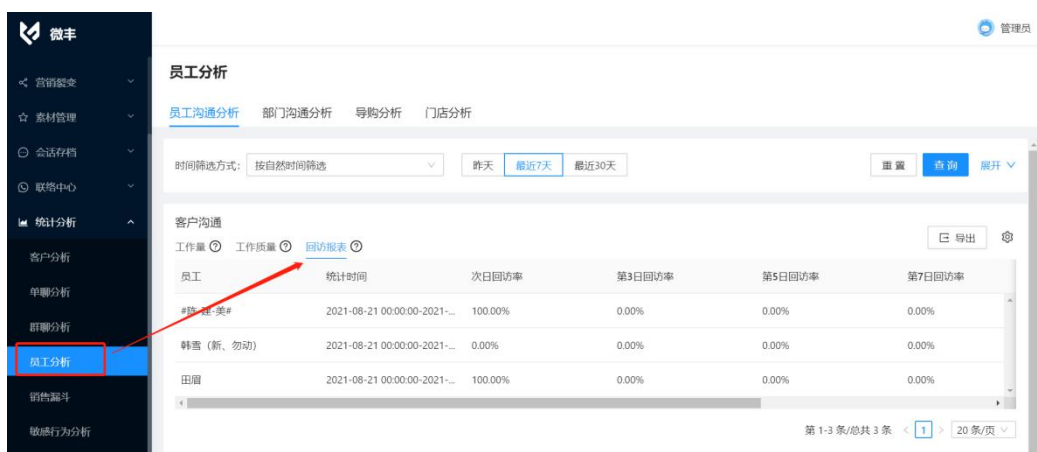 微丰
管理员
营销裂变
素材管理
会话存档
联络中心
统计分析
客户分析
单聊分析
群聊分析
员工分析
销售漏斗
敏感行为分析
员工分析
员工沟通分析 部门沟通分析 导购分析 门店分析
时间筛选方式: 按自然时间筛选 昨天 最近7天 最近30天 重置 查询 展开
客户沟通
工作量 工作质量 回访报表 导出
员工 统计时间 次日回访率 第3日回访率 第5日回访率 第7日回访率
2021-08-21 00:00:00-2021-... 100.00% 0.00% 0.00% 0.00%
韩雪（新、勿动） 2021-08-21 00:00:00-2021-... 0.00% 0.00% 0.00% 0.00%
田眉 2021-08-21 00:00:00-2021-... 100.00% 0.00% 0.00% 0.00%
第 1-3 条/总共 3 条 < 1 > 20 条/页